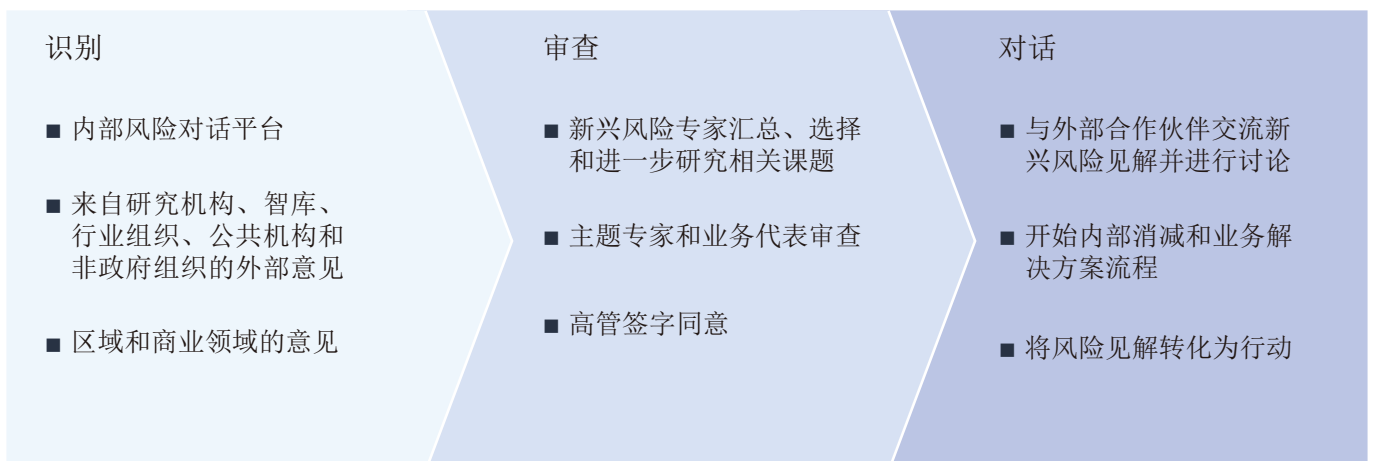 识别
■ 内部风险对话平台
■ 来自研究机构、智库、
行业组织、公共机构和
非政府组织的外部意见
■ 区域和商业领域的意见
审查
■ 新兴风险专家汇总、选择
和进一步研究相关课题
■ 主题专家和业务代表审查
■ 高管签字同意
对话
■ 与外部合作伙伴交流新
兴风险见解并进行讨论
■ 开始内部消减和业务解
决方案流程
■ 将风险见解转化为行动